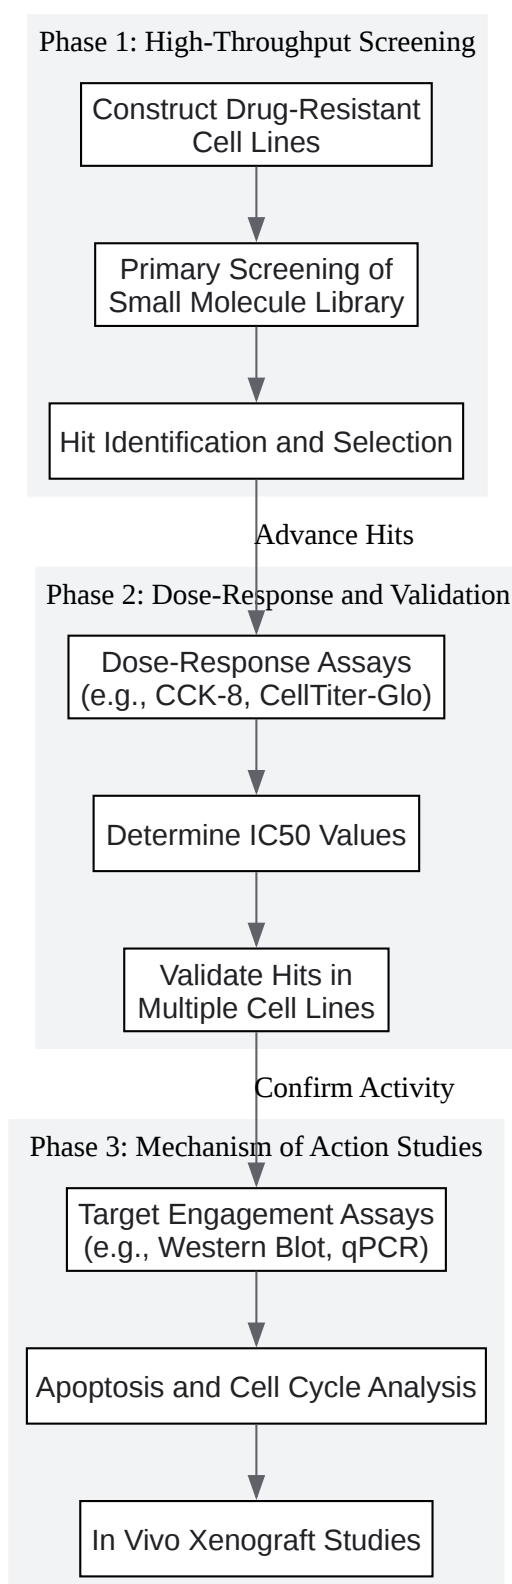 Phase 1: High-Throughput Screening
Construct Drug-Resistant
Cell Lines
Primary Screening of
Small Molecule Library
Hit Identification and Selection
Advance Hits
Phase 2: Dose-Response and Validation
Dose-Response Assays
(e.g., CCK-8, CellTiter-Glo)
Determine IC50 Values
Validate Hits in
Multiple Cell Lines
Confirm Activity
Phase 3: Mechanism of Action Studies
Target Engagement Assays
(e.g., Western Blot, qPCR)
Apoptosis and Cell Cycle Analysis
In Vivo Xenograft Studies